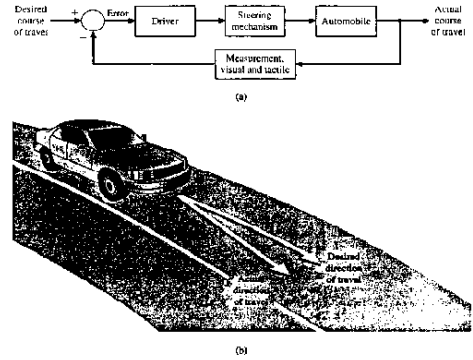 Desired
course
of travel
+
−
Error
Driver
Steering
mechanism
Automobile
Actual
course
of travel
Measurement,
visual and tactile
(a)
Desired
direction
of travel
direction
of travel
(b)